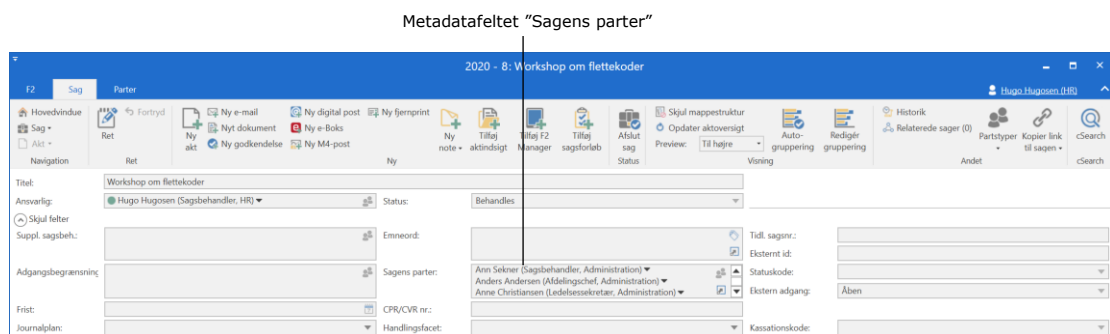 Metadatafeltet ”Sagens parter”
2020 - 8: Workshop om flettekoder
F2 Sag Parter Hugo Hugosen (HR)
Hovedvindue
Sag
Akt
Navigation
Ret
Fortryd
Ret
Ny akt
Ny e-mail
Nyt dokument
Ny godkendelse
Ny digital post
Ny e-Boks
Ny M4-post
Ny fjernprint
Ny note
Tilføj aktindsigt
Tilføj F2 Manager
Tilføj sagsforløb
Ny
Afslut sag
Status
Skjul mappestruktur
Opdater aktoversigt
Preview: Til højre
Auto-gruppering
Redigér gruppering
Visning
Historik
Relaterede sager (0)
Partstyper
Kopier link til sagen
Andet
cSearch
cSearch
Titel: Workshop om flettekoder
Ansvarlig: Hugo Hugosen (Sagsbehandler, HR) Status: Behandles
Skjul felter
Suppl. sagsbeh.: Emneord: Tidl. sagsnr.:
Eksternt id:
Adgangsbegrænsning Sagens parter: Ann Sekner (Sagsbehandler, Administration) Statuskode:
Anders Andersen (Afdelingschef, Administration)
Anne Christiansen (Ledelsessekretær, Administration) Ekstern adgang: Åben
Frist: CPR/CVR nr.:
Journalplan: Handlingsfacet: Kassationskode: